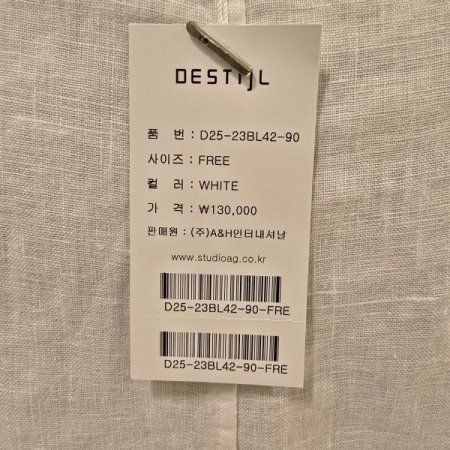 DESTIJL
품 번 : D25-23BL42-90
사이즈 : FREE
컬 러 : WHITE
가 격 : ₩130,000
판매원 : (주)A&H인터내셔날
www.studioag.co.kr
D25-23BL42-90-FRE
D25-23BL42-90-FRE